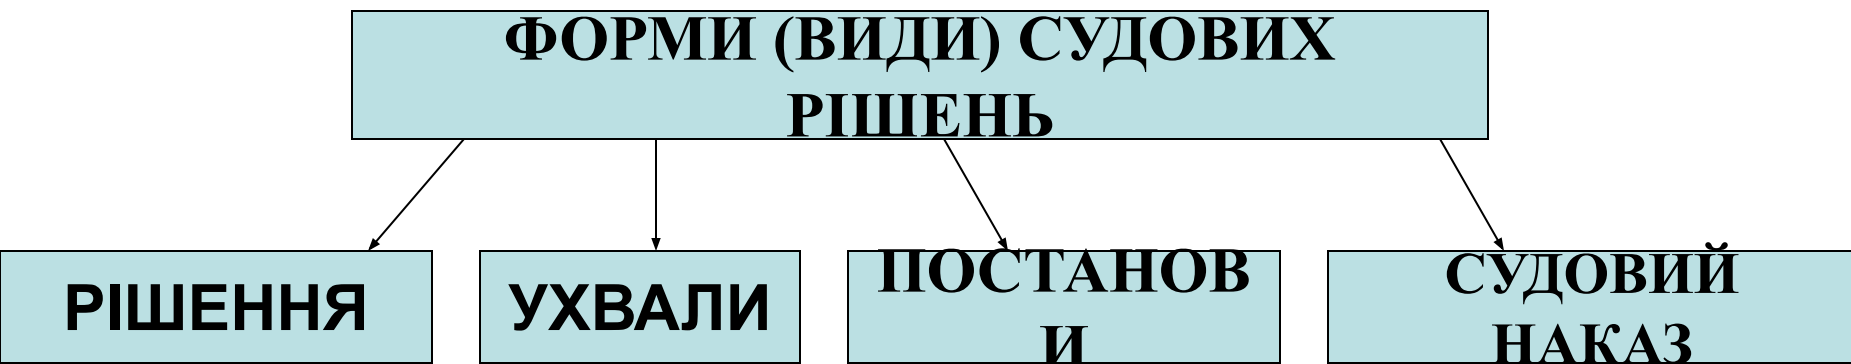 ФОРМИ (ВИДИ) СУДОВИХ
РІШЕНЬ
РІШЕННЯ
УХВАЛИ
ПОСТАНОВ
И
СУДОВИЙ
НАКАЗ